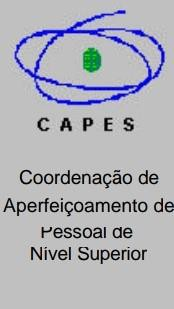 CAPES
Coordenação de
Aperfeiçoamento de
Pessoal de
Nível Superior